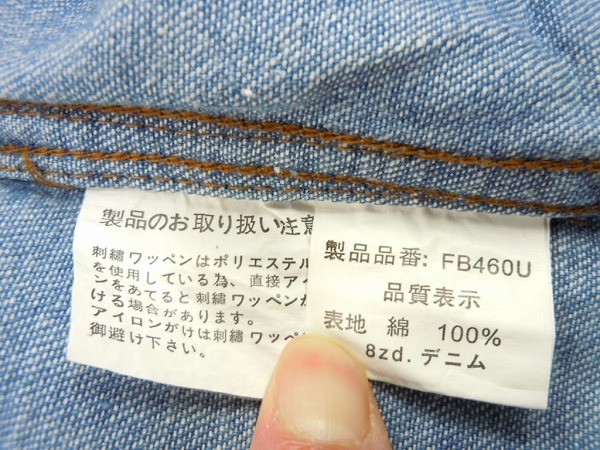 製品のお取り扱い注意
刺繍ワッペンはポリエステル
を使用している為、直接アイ
ンをあてると刺繍ワッペンが
ける場合があります。
アイロンがけは刺繍ワッペン
御避け下さい。
製品品番: FB460U
品質表示
表地 綿 100%
8zd. デニム